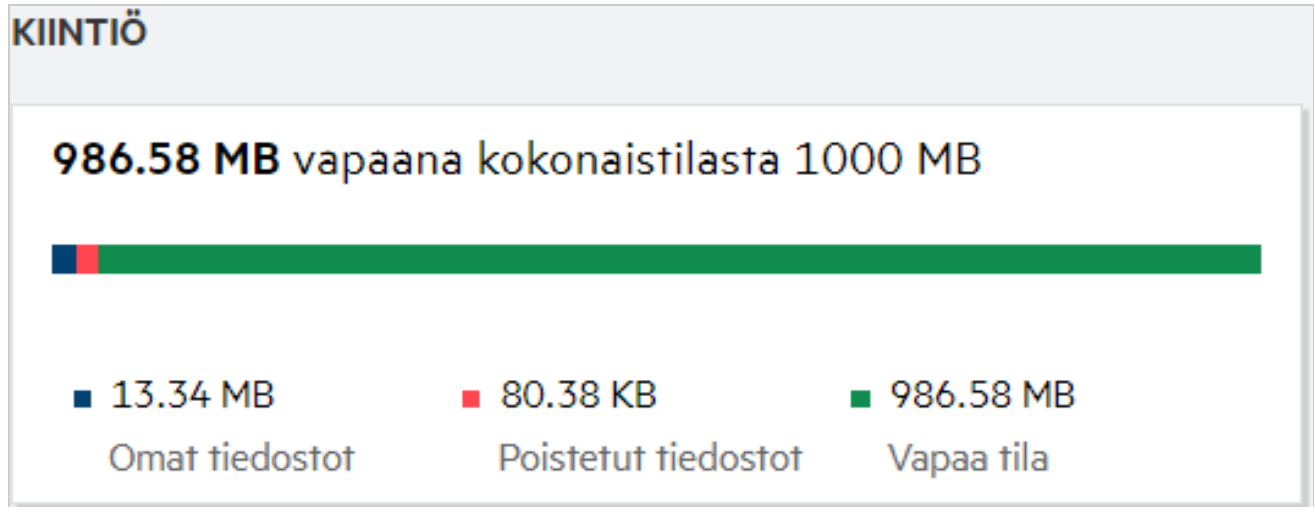 KIINTIÖ
986.58 MB vapaana kokonaistilasta 1000 MB
13.34 MB 80.38 KB 986.58 MB
Omat tiedostot Poistetut tiedostot Vapaa tila